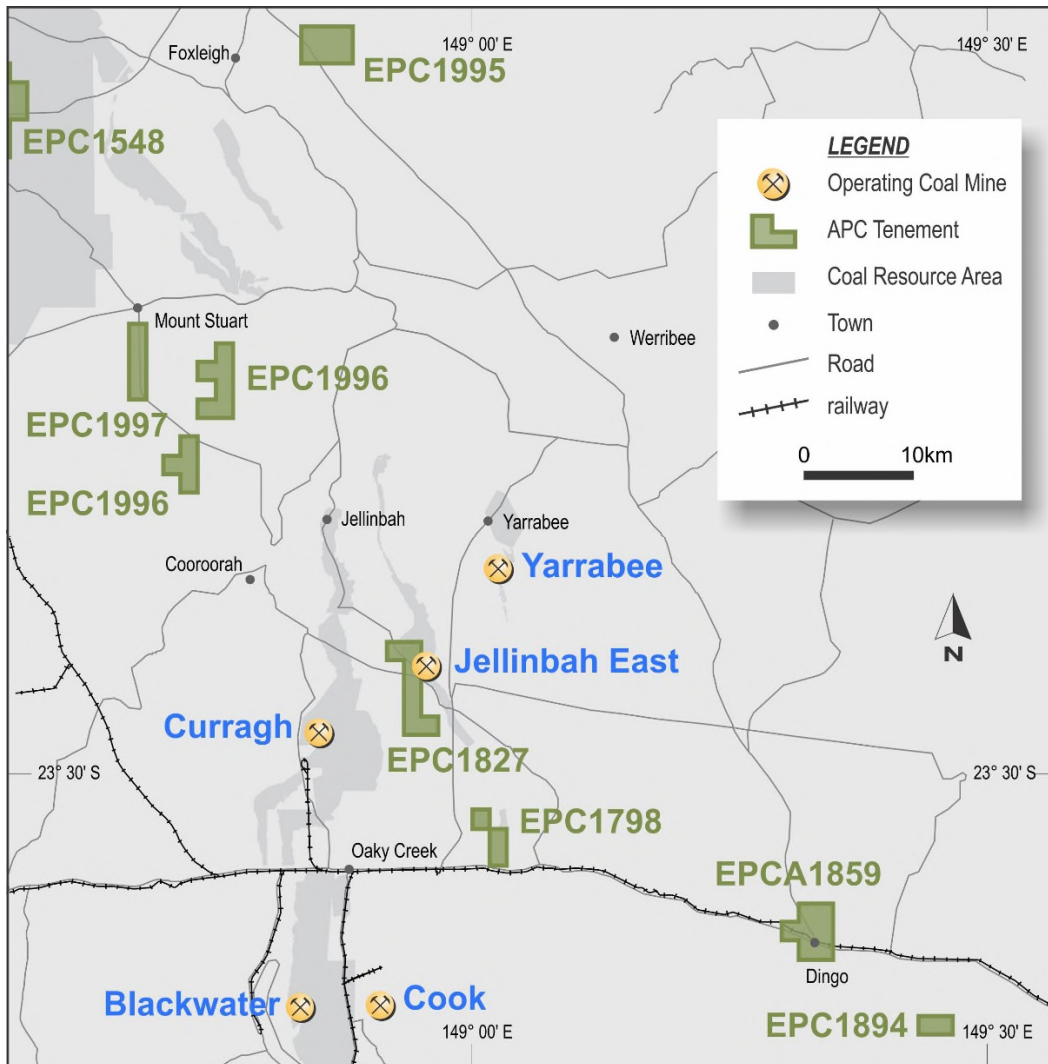 149° 00' E
149° 30' E
Foxleigh
EPC1995
EPC1548
LEGEND
Operating Coal Mine
APC Tenement
Coal Resource Area
Town
Road
railway
0 10km
Mount Stuart
Werribee
EPC1996
EPC1997
EPC1996
Jellinbah
Yarrabee
Cooroorah
Yarrabee
N
Jellinbah East
Curragh
EPC1827
23° 30' S
23° 30' S
EPC1798
Oaky Creek
EPCA1859
Dingo
Blackwater
Cook
EPC1894
149° 00' E
149° 30' E